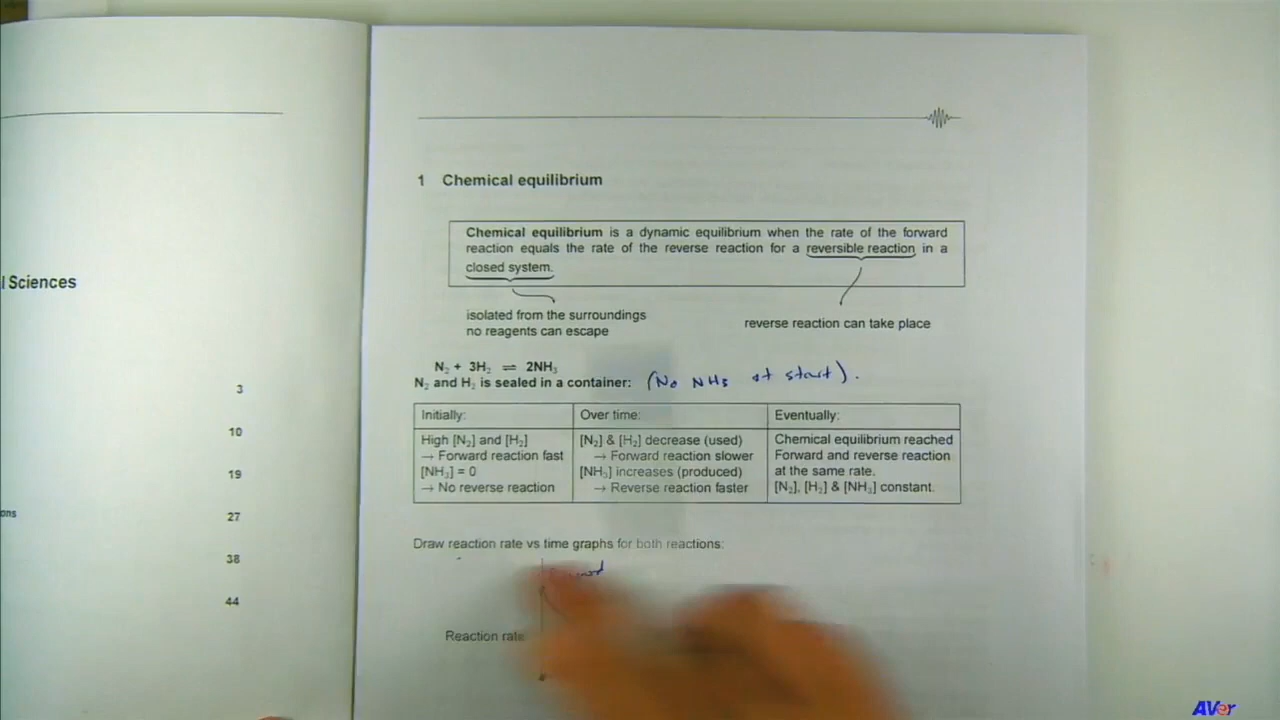 l Sciences
3
10
19
ons 27
38
44
1 Chemical equilibrium
Chemical equilibrium is a dynamic equilibrium when the rate of the forward
reaction equals the rate of the reverse reaction for a reversible reaction in a
closed system.
isolated from the surroundings
no reagents can escape
reverse reaction can take place
N₂ + 3H₂ ⇌ 2NH₃
N₂ and H₂ is sealed in a container: (No NH₃ at start).
Initially: Over time: Eventually:
High [N₂] and [H₂] [N₂] & [H₂] decrease (used) Chemical equilibrium reached
→ Forward reaction fast → Forward reaction slower Forward and reverse reaction
[NH₃] = 0 [NH₃] increases (produced) at the same rate.
→ No reverse reaction → Reverse reaction faster [N₂], [H₂] & [NH₃] constant.
Draw reaction rate vs time graphs for both reactions:
Reaction rate
AVer